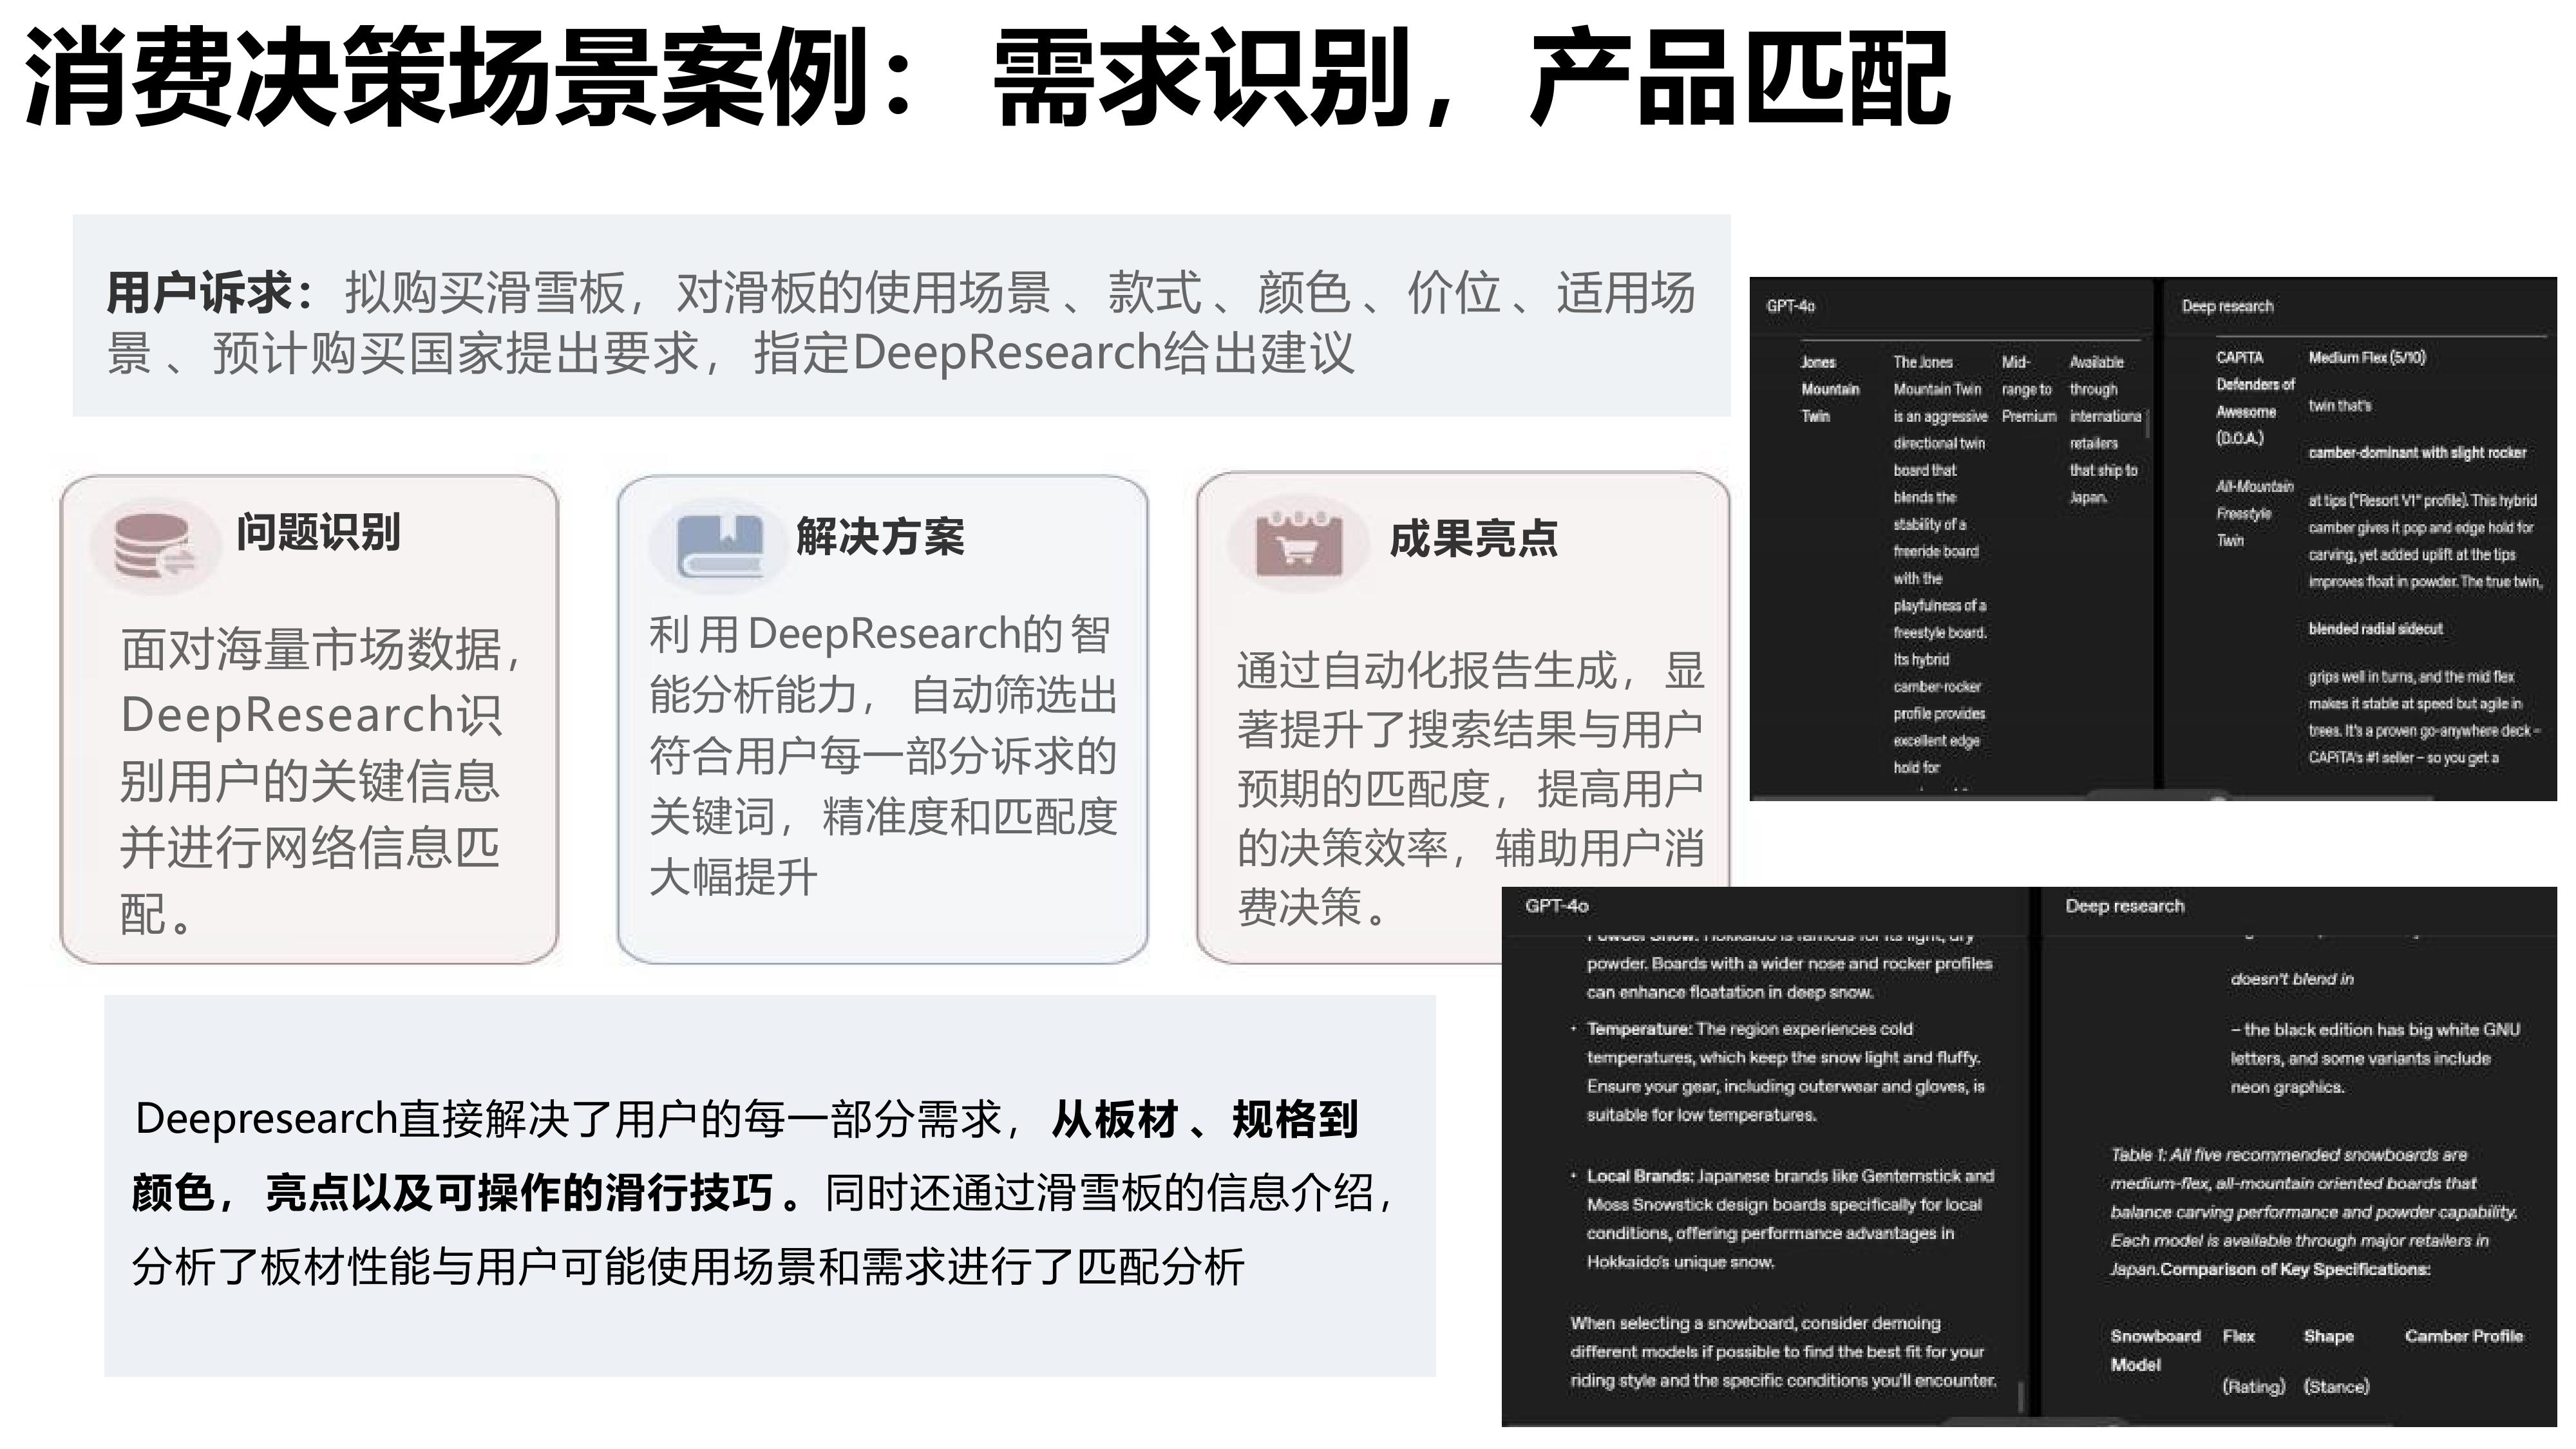 消费决策场景案例： 需求识别，产品匹配
用户诉求：拟购买滑雪板，对滑板的使用场景 、款式 、颜色 、价位 、适用场
景 、预计购买国家提出要求，指定DeepResearch给出建议
问题识别
面对海量市场数据，
DeepResearch识
别用户的关键信息
并进行网络信息匹
配。
解决方案
利用DeepResearch的智
能分析能力， 自动筛选出
符合用户每一部分诉求的
关键词，精准度和匹配度
大幅提升
成果亮点
通过自动化报告生成，显
著提升了搜索结果与用户
预期的匹配度，提高用户
的决策效率，辅助用户消
费决策。
Deepresearch直接解决了用户的每一部分需求，从板材 、规格到
颜色， 亮点以及可操作的滑行技巧。同时还通过滑雪板的信息介绍，
分析了板材性能与用户可能使用场景和需求进行了匹配分析
GPT-4o
Jones
Mountain
Twin
The Jones
Mountain Twin
is an aggressive
directional twin
board that
blends the
stability of a
freeride board
with the
playfulness of a
freestyle board.
Its hybrid
camber-rocker
profile provides
excellent edge
hold for
Mid-
range to
Premium
Available
through
internationa
retailers
that ship to
Japan.
Deep research
CAPiTA
Defenders of
Awesome
(D.O.A.)
All-Mountain
Freestyle
Twin
Medium Flex (5/10)
twin that's
camber-dominant with slight rocker
at tips ("Resort V1" profile). This hybrid
camber gives it pop and edge hold for
carving, yet added uplift at the tips
improves float in powder. The true twin,
blended radial sidecut
grips well in turns, and the mid flex
makes it stable at speed but agile in
trees. It's a proven go-anywhere deck –
CAPiTA's #1 seller – so you get a
GPT-4o
Powder Snow: Hokkaido is famous for its light, dry
powder. Boards with a wider nose and rocker profiles
can enhance floatation in deep snow.
• Temperature: The region experiences cold
temperatures, which keep the snow light and fluffy.
Ensure your gear, including outerwear and gloves, is
suitable for low temperatures.
• Local Brands: Japanese brands like Gentemstick and
Moss Snowstick design boards specifically for local
conditions, offering performance advantages in
Hokkaido's unique snow.
When selecting a snowboard, consider demoing
different models if possible to find the best fit for your
riding style and the specific conditions you'll encounter.
Deep research
doesn't blend in
– the black edition has big white GNU
letters, and some variants include
neon graphics.
Table 1: All five recommended snowboards are
medium-flex, all-mountain oriented boards that
balance carving performance and powder capability.
Each model is available through major retailers in
Japan.Comparison of Key Specifications:
Snowboard Flex Shape Camber Profile
Model
(Rating) (Stance)